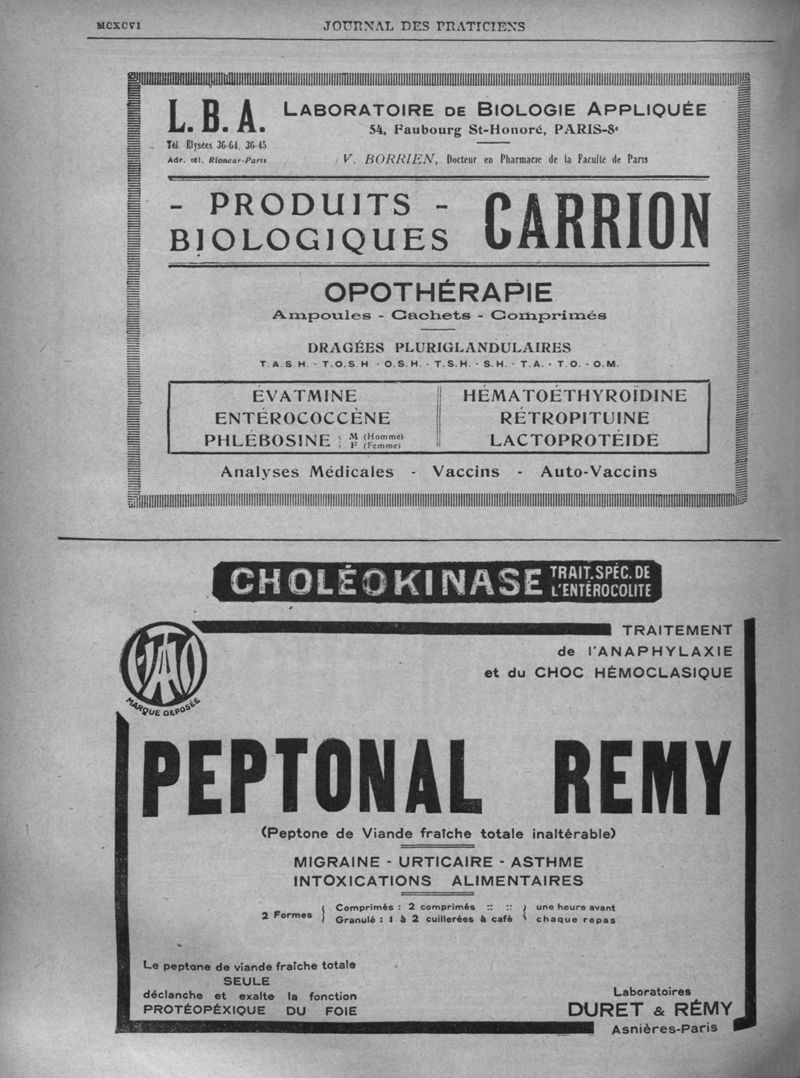 MCXCVI JOURNAL DES PRATICIENS
L.B.A.
Tél. Elysées 36-64, 36-45
Adr. tél. Rioncar-Paris
LABORATOIRE DE BIOLOGIE APPLIQUÉE
54, Faubourg St-Honoré, PARIS-8e
V. BORRIEN, Docteur en Pharmacie de la Faculté de Paris
- PRODUITS -
BIOLOGIQUES
CARRION
OPOTHÉRAPIE
Ampoules - Cachets - Comprimés
DRAGÉES PLURIGLANDULAIRES
T.A.S.H. - T.O.S.H - O.S.H. - T.S.H. - S.H. - T.A. - T.O. - O.M.
ÉVATMINE
ENTÉROCOCCÈNE
PHLÉBOSINE } M (Homme)
F (Femme)
HÉMATOÉTHYROÏDINE
RÉTROPITUINE
LACTOPROTÉIDE
Analyses Médicales - Vaccins - Auto-Vaccins
CHOLÉOKINASE TRAIT. SPÉC. DE
L'ENTÉROCOLITE
MARQUE DÉPOSÉE
TRAITEMENT
de l'ANAPHYLAXIE
et du CHOC HÉMOCLASIQUE
PEPTONAL REMY
(Peptone de Viande fraîche totale inaltérable)
MIGRAINE - URTICAIRE - ASTHME
INTOXICATIONS ALIMENTAIRES
2 Formes { Comprimés : 2 comprimés :: :: } une heure avant
Granulé : 1 à 2 cuillerées à café chaque repas
Le peptone de viande fraîche totale
SEULE
déclanche et exalte la fonction
PROTÉOPÉXIQUE DU FOIE
Laboratoires
DURET & RÉMY
Asnières-Paris